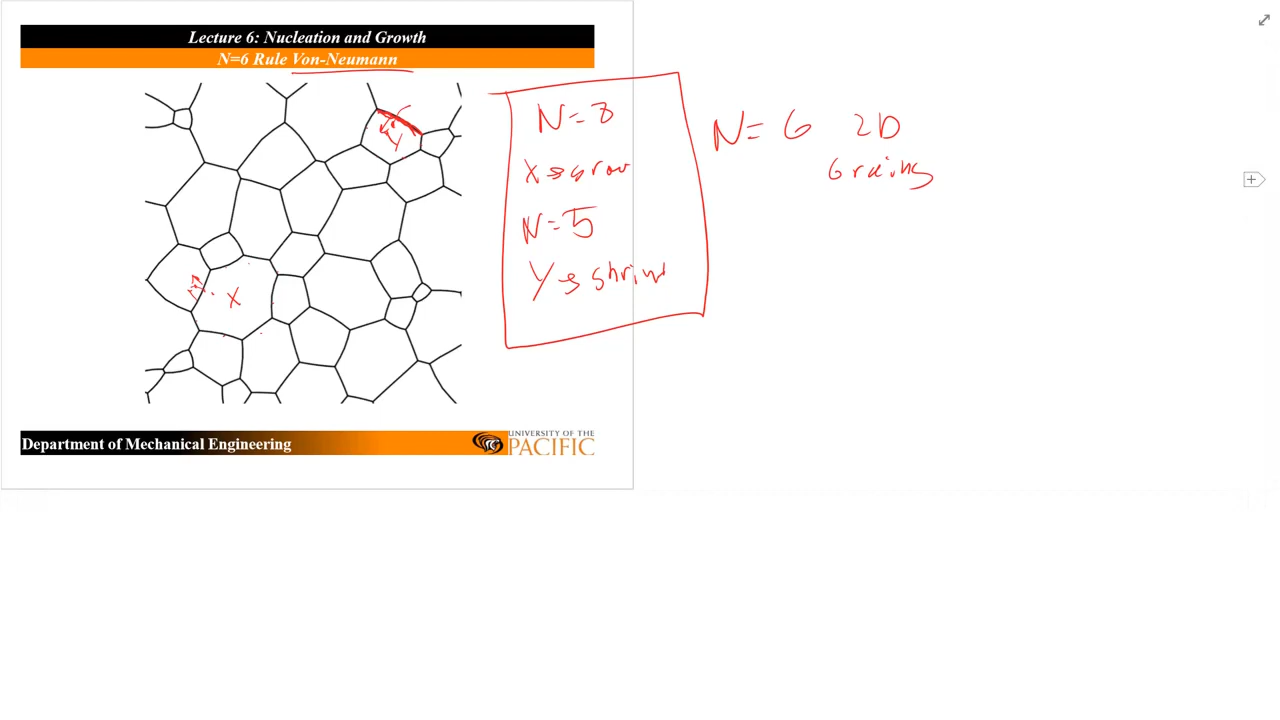 Lecture 6: Nucleation and Growth
N=6 Rule Von-Neumann
Y
X
N=8
X → grow
N=5
Y → shrink
N=6 2D
Grains
Department of Mechanical Engineering
UNIVERSITY OF THE
PACIFIC